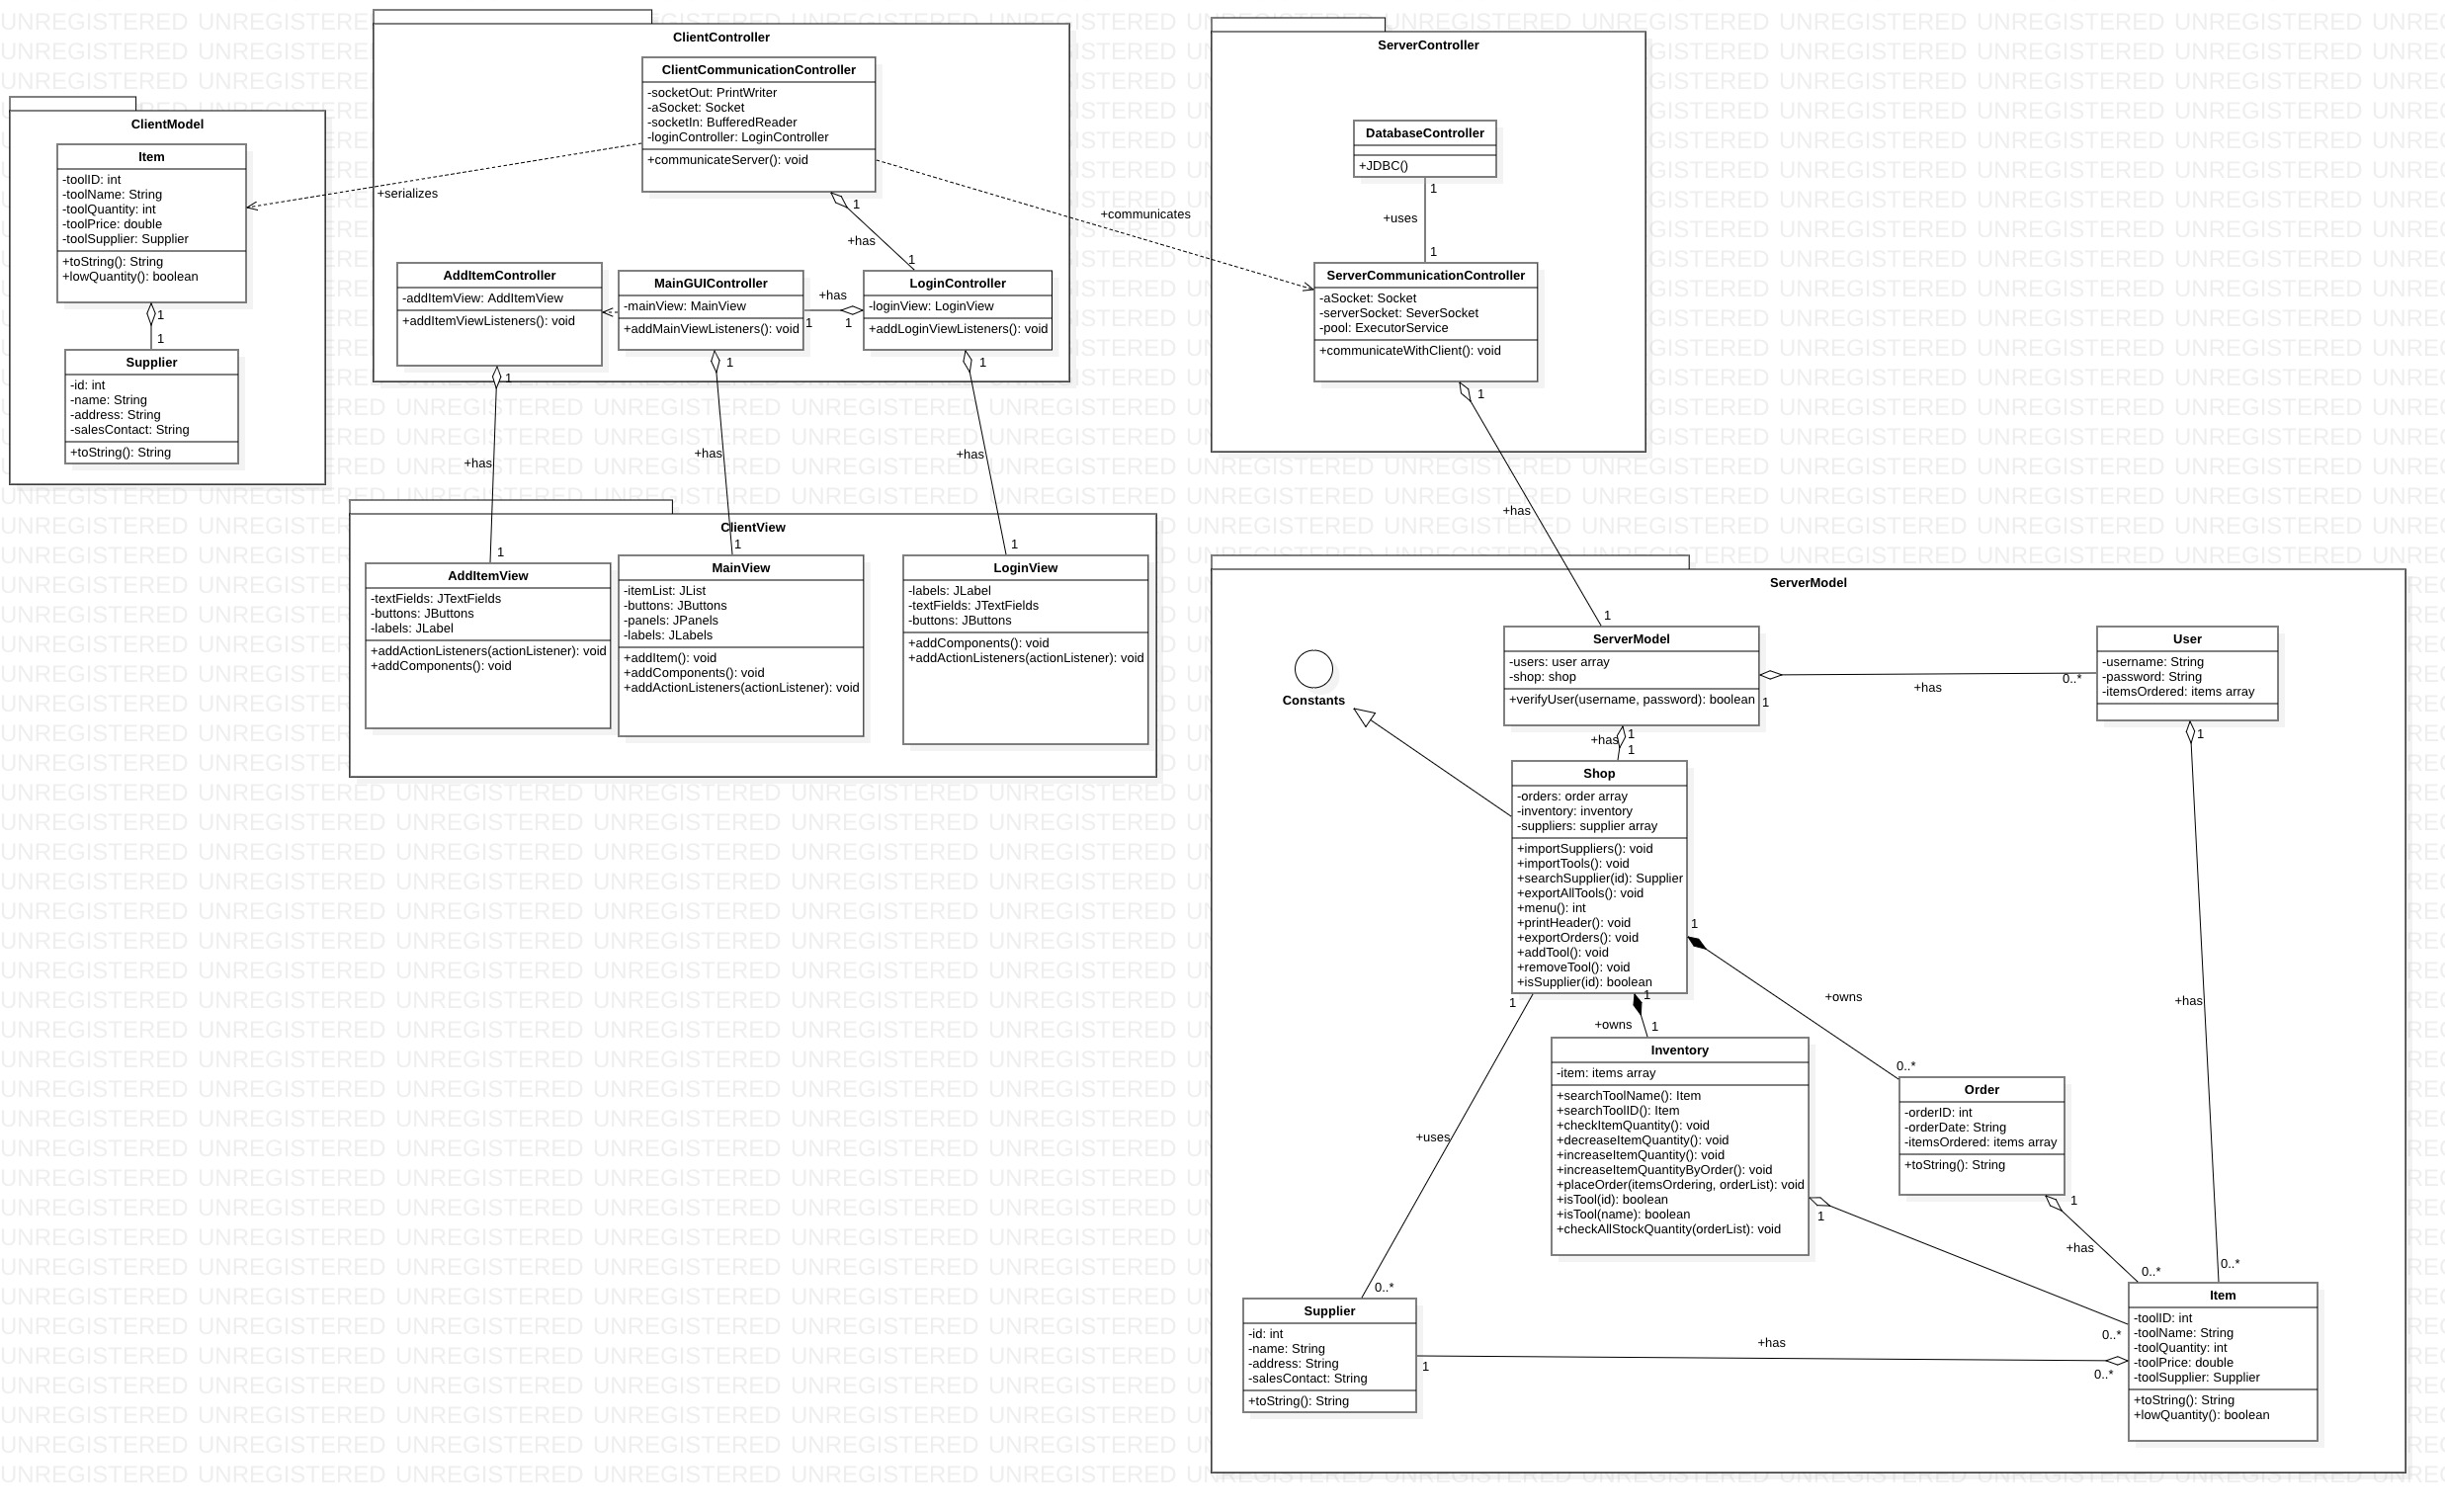 ClientModel
Item
-toolID: int
-toolName: String
-toolQuantity: int
-toolPrice: double
-toolSupplier: Supplier
+toString(): String
+lowQuantity(): boolean
1
1
Supplier
-id: int
-name: String
-address: String
-salesContact: String
+toString(): String
ClientController
ClientCommunicationController
-socketOut: PrintWriter
-aSocket: Socket
-socketIn: BufferedReader
-loginController: LoginController
+communicateServer(): void
+serializes
+communicates
1
+has
1
AddItemController
-addItemView: AddItemView
+addItemViewListeners(): void
MainGUIController
-mainView: MainView
+addMainViewListeners(): void
+has
1
1
LoginController
-loginView: LoginView
+addLoginViewListeners(): void
1
+has
1
1
+has
1
1
+has
1
ClientView
AddItemView
-textFields: JTextFields
-buttons: JButtons
-labels: JLabel
+addActionListeners(actionListener): void
+addComponents(): void
MainView
-itemList: JList
-buttons: JButtons
-panels: JPanels
-labels: JLabels
+addItem(): void
+addComponents(): void
+addActionListeners(actionListener): void
LoginView
-labels: JLabel
-textFields: JTextFields
-buttons: JButtons
+addComponents(): void
+addActionListeners(actionListener): void
ServerController
DatabaseController
+JDBC()
1
+uses
1
ServerCommunicationController
-aSocket: Socket
-serverSocket: SeverSocket
-pool: ExecutorService
+communicateWithClient(): void
1
+has
1
ServerModel
Constants
ServerModel
-users: user array
-shop: shop
+verifyUser(username, password): boolean
1
+has
0..*
User
-username: String
-password: String
-itemsOrdered: items array
+has
1
1
Shop
-orders: order array
-inventory: inventory
-suppliers: supplier array
+importSuppliers(): void
+importTools(): void
+searchSupplier(id): Supplier
+exportAllTools(): void
+menu(): int
+printHeader(): void
+exportOrders(): void
+addTool(): void
+removeTool(): void
+isSupplier(id): boolean
1
+owns
0..*
1
+owns
1
1
+uses
0..*
Inventory
-item: items array
+searchToolName(): Item
+searchToolID(): Item
+checkItemQuantity(): void
+decreaseItemQuantity(): void
+increaseItemQuantity(): void
+increaseItemQuantityByOrder(): void
+placeOrder(itemsOrdering, orderList): void
+isTool(id): boolean
+isTool(name): boolean
+checkAllStockQuantity(orderList): void
Order
-orderID: int
-orderDate: String
-itemsOrdered: items array
+toString(): String
1
+has
0..*
1
+has
0..*
1
0..*
Supplier
-id: int
-name: String
-address: String
-salesContact: String
+toString(): String
1
+has
0..*
Item
-toolID: int
-toolName: String
-toolQuantity: int
-toolPrice: double
-toolSupplier: Supplier
+toString(): String
+lowQuantity(): boolean
UNREGISTERED